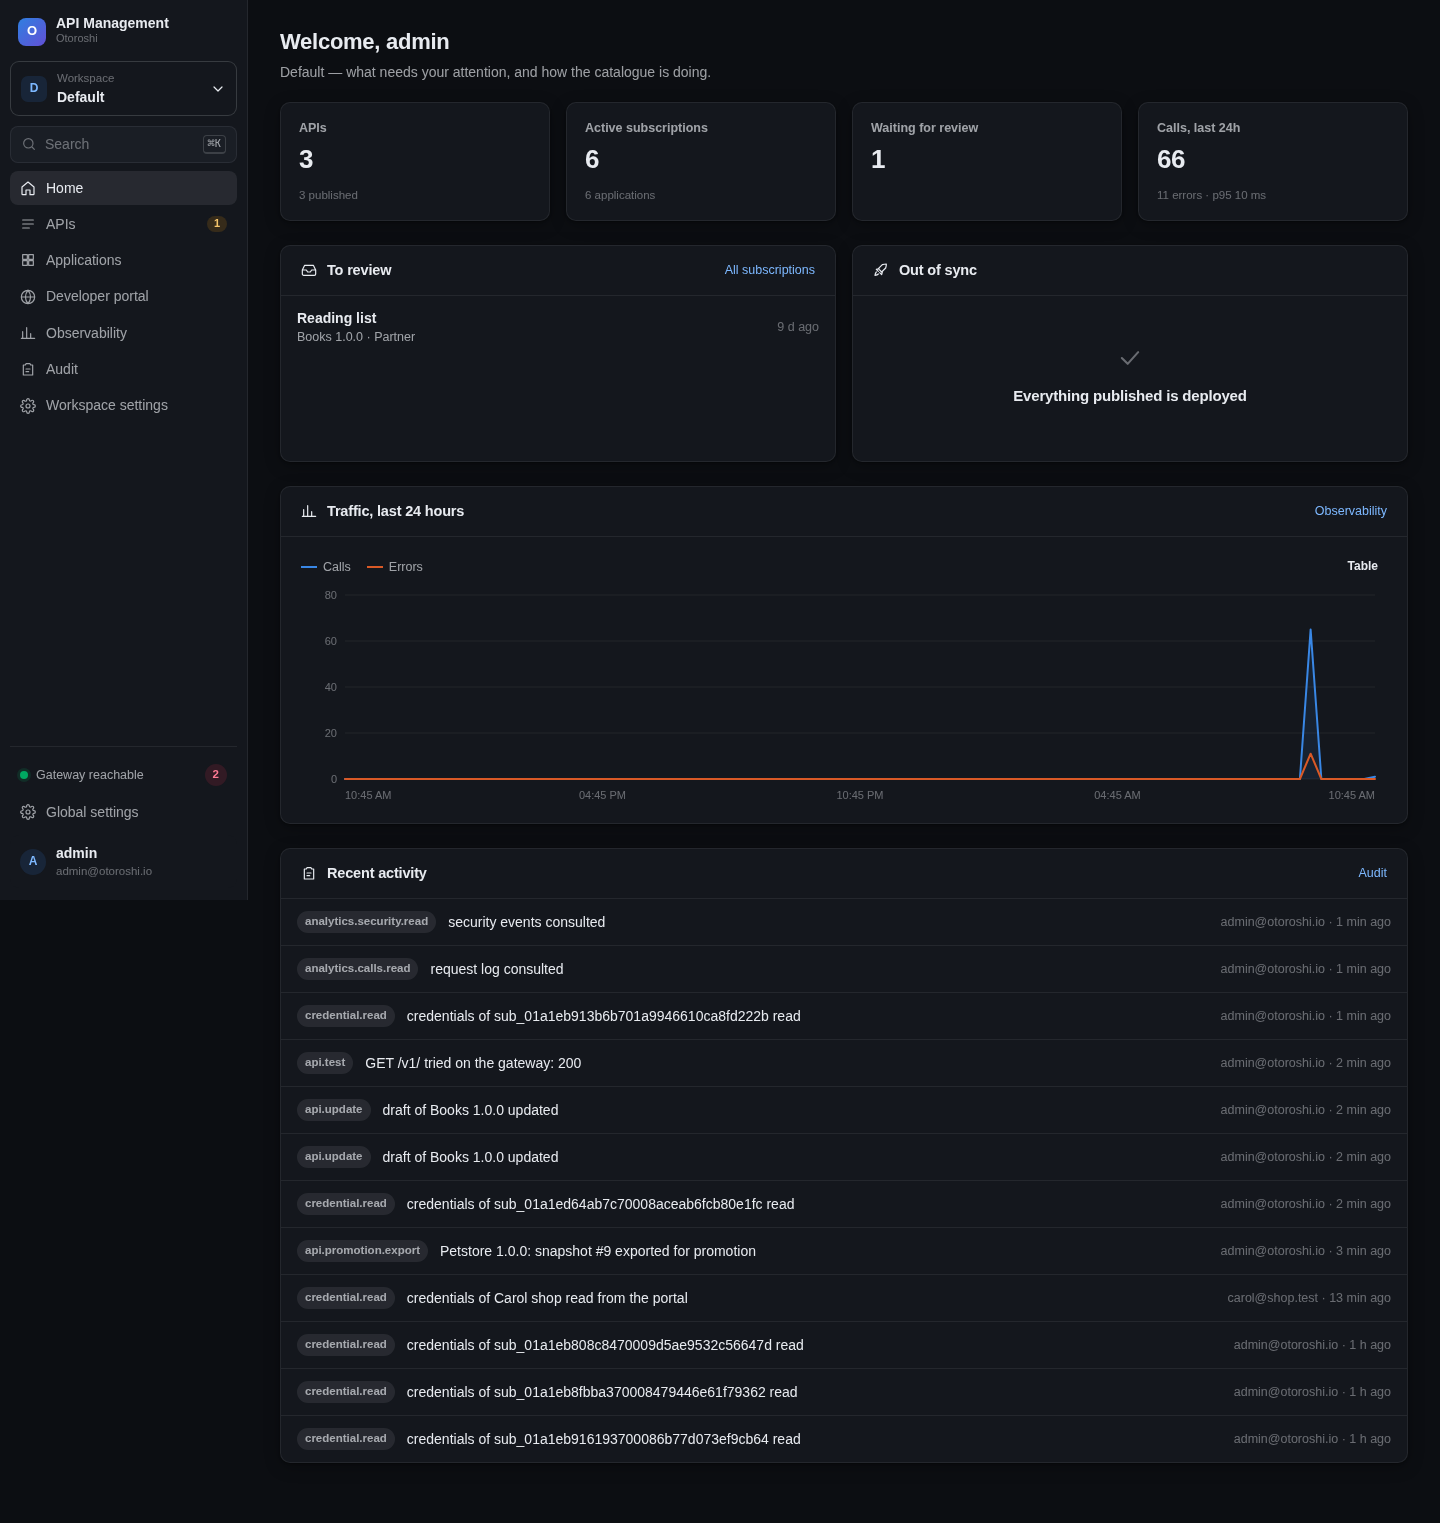 API Management
Otoroshi
D
Workspace
Default
Search
⌘K
Home
APIs
1
Applications
Developer portal
Observability
Audit
Workspace settings
Gateway reachable
2
Global settings
A
admin
admin@otoroshi.io
O
Welcome, admin
Default — what needs your attention, and how the catalogue is doing.
APIs
3
3 published
Active subscriptions
6
6 applications
Waiting for review
1
Calls, last 24h
66
11 errors · p95 10 ms
To review
All subscriptions
Reading list
Books 1.0.0 · Partner
9 d ago
Out of sync
Everything published is deployed
Traffic, last 24 hours
Observability
Calls
Errors
Table
80
60
40
20
0
10:45 AM
04:45 PM
10:45 PM
04:45 AM
10:45 AM
Recent activity
Audit
analytics.security.read security events consulted admin@otoroshi.io · 1 min ago
analytics.calls.read request log consulted admin@otoroshi.io · 1 min ago
credential.read credentials of sub_01a1eb913b6b701a9946610ca8fd222b read admin@otoroshi.io · 1 min ago
api.test GET /v1/ tried on the gateway: 200 admin@otoroshi.io · 2 min ago
api.update draft of Books 1.0.0 updated admin@otoroshi.io · 2 min ago
api.update draft of Books 1.0.0 updated admin@otoroshi.io · 2 min ago
credential.read credentials of sub_01a1ed64ab7c70008aceab6fcb80e1fc read admin@otoroshi.io · 2 min ago
api.promotion.export Petstore 1.0.0: snapshot #9 exported for promotion admin@otoroshi.io · 3 min ago
credential.read credentials of Carol shop read from the portal carol@shop.test · 13 min ago
credential.read credentials of sub_01a1eb808c8470009d5ae9532c56647d read admin@otoroshi.io · 1 h ago
credential.read credentials of sub_01a1eb8fbba370008479446e61f79362 read admin@otoroshi.io · 1 h ago
credential.read credentials of sub_01a1eb916193700086b77d073ef9cb64 read admin@otoroshi.io · 1 h ago